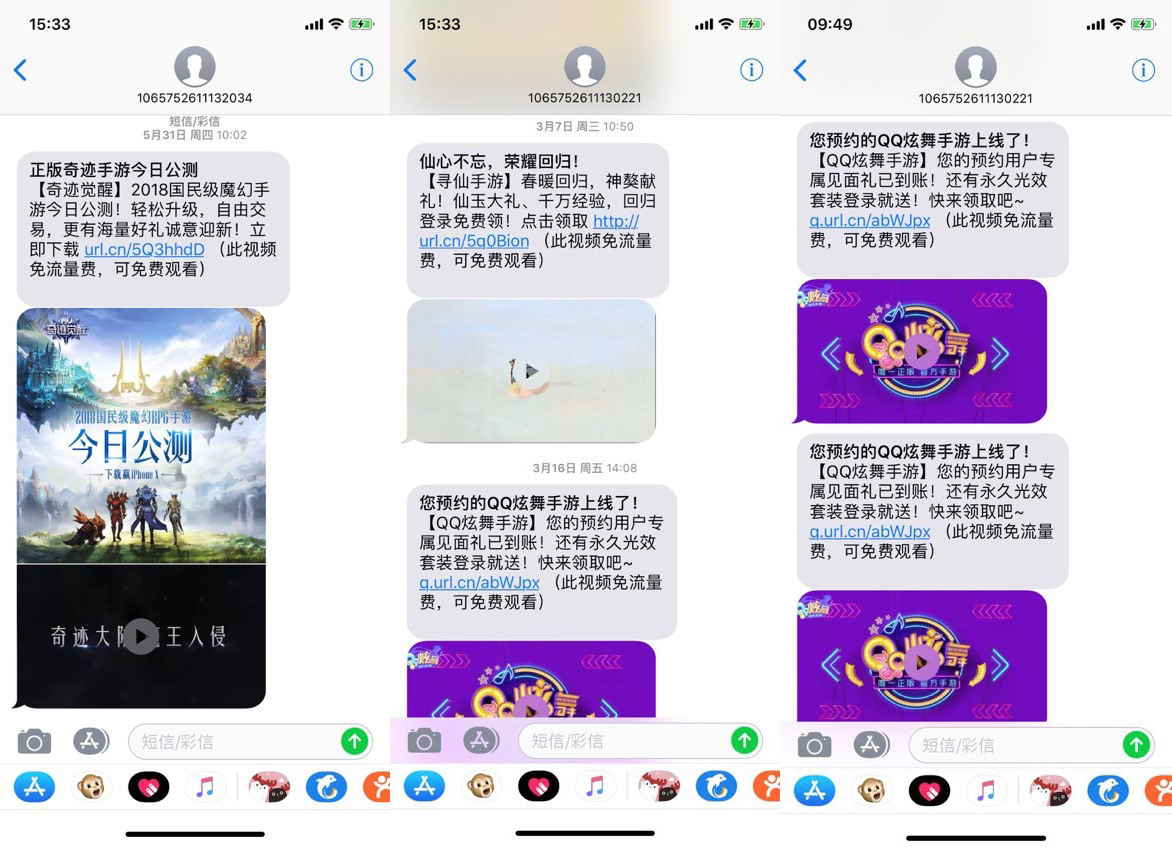 15:33
1065752611132034
短信/彩信
5月31日 周四 10:02
正版奇迹手游今日公测
【奇迹觉醒】2018国民级魔幻手
游今日公测！轻松升级，自由交
易，更有海量好礼诚意迎新！立
即下载 url.cn/5Q3hhdD （此视频
免流量费，可免费观看）
奇迹觉醒
2018国民级魔幻RPG手游
今日公测
下载赢iPhone X
奇迹大陆 王入侵
短信/彩信
15:33
1065752611130221
3月7日 周三 10:50
仙心不忘，荣耀回归！
【寻仙手游】春暖回归，神獒献
礼！仙玉大礼、千万经验，回归
登录免费领！点击领取 http://
url.cn/5q0Bion （此视频免流量
费，可免费观看）
3月16日 周五 14:08
您预约的QQ炫舞手游上线了！
【QQ炫舞手游】您的预约用户专
属见面礼已到账！还有永久光效
套装登录就送！快来领取吧~
q.url.cn/abWJpx （此视频免流量
费，可免费观看）
短信/彩信
09:49
1065752611130221
您预约的QQ炫舞手游上线了！
【QQ炫舞手游】您的预约用户专
属见面礼已到账！还有永久光效
套装登录就送！快来领取吧~
q.url.cn/abWJpx （此视频免流量
费，可免费观看）
唯一正版 官方手游
您预约的QQ炫舞手游上线了！
【QQ炫舞手游】您的预约用户专
属见面礼已到账！还有永久光效
套装登录就送！快来领取吧~
q.url.cn/abWJpx （此视频免流量
费，可免费观看）
唯一正版 官方手游
短信/彩信